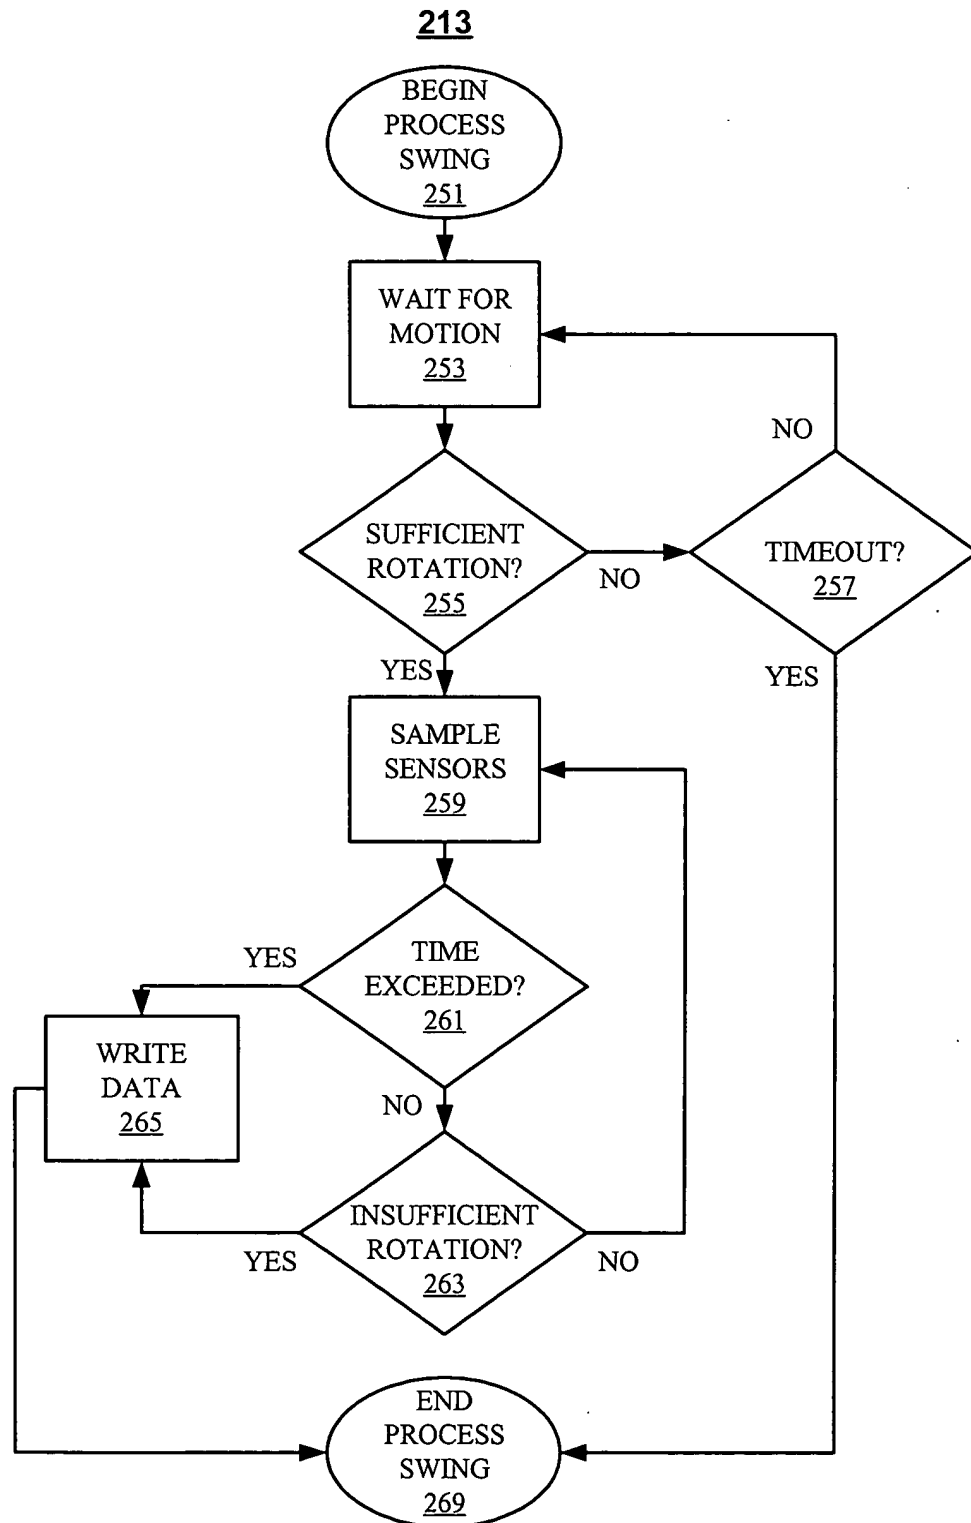 213
BEGIN
PROCESS
SWING
251
WAIT FOR
MOTION
253
NO
SUFFICIENT
ROTATION?
255
NO
TIMEOUT?
257
YES
YES
SAMPLE
SENSORS
259
YES
TIME
EXCEEDED?
261
WRITE
DATA
265
NO
INSUFFICIENT
ROTATION?
263
YES
NO
END
PROCESS
SWING
269